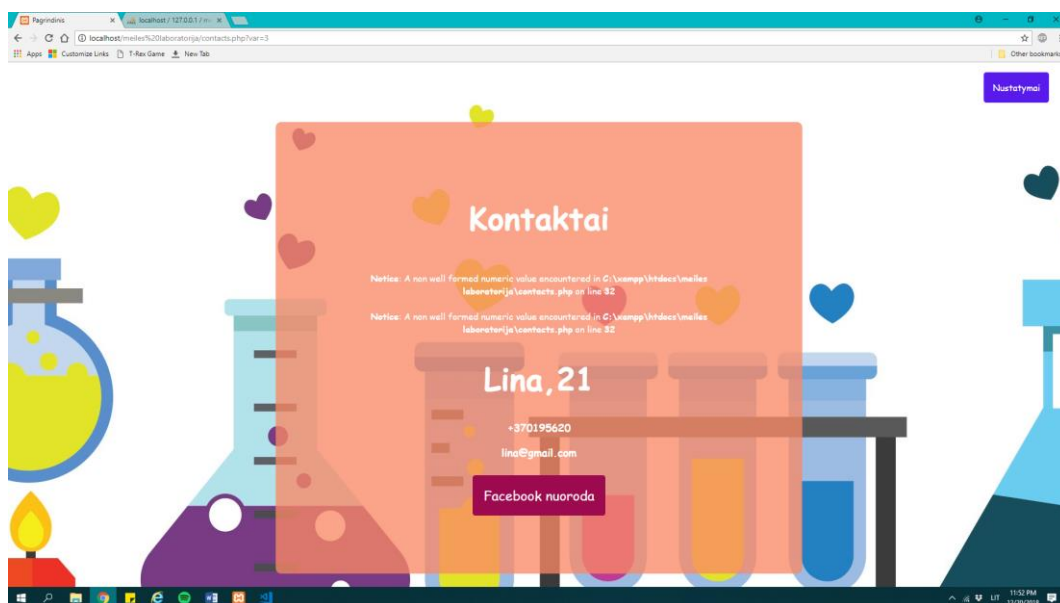 Pagrindinis
localhost / 127.0.0.1 / m
localhost/meiles%20laboratorija/contacts.php?var=3
Apps Customize Links T-Rex Game New Tab
Other bookmarks
Nustatymai
Kontaktai
Notice: A non well formed numeric value encountered in C:\xampp\htdocs\meiles
laboratorija\contacts.php on line 32
Notice: A non well formed numeric value encountered in C:\xampp\htdocs\meiles
laboratorija\contacts.php on line 32
Lina,21
+370195620
lina@gmail.com
Facebook nuoroda
LIT
11:52 PM
12/20/2018